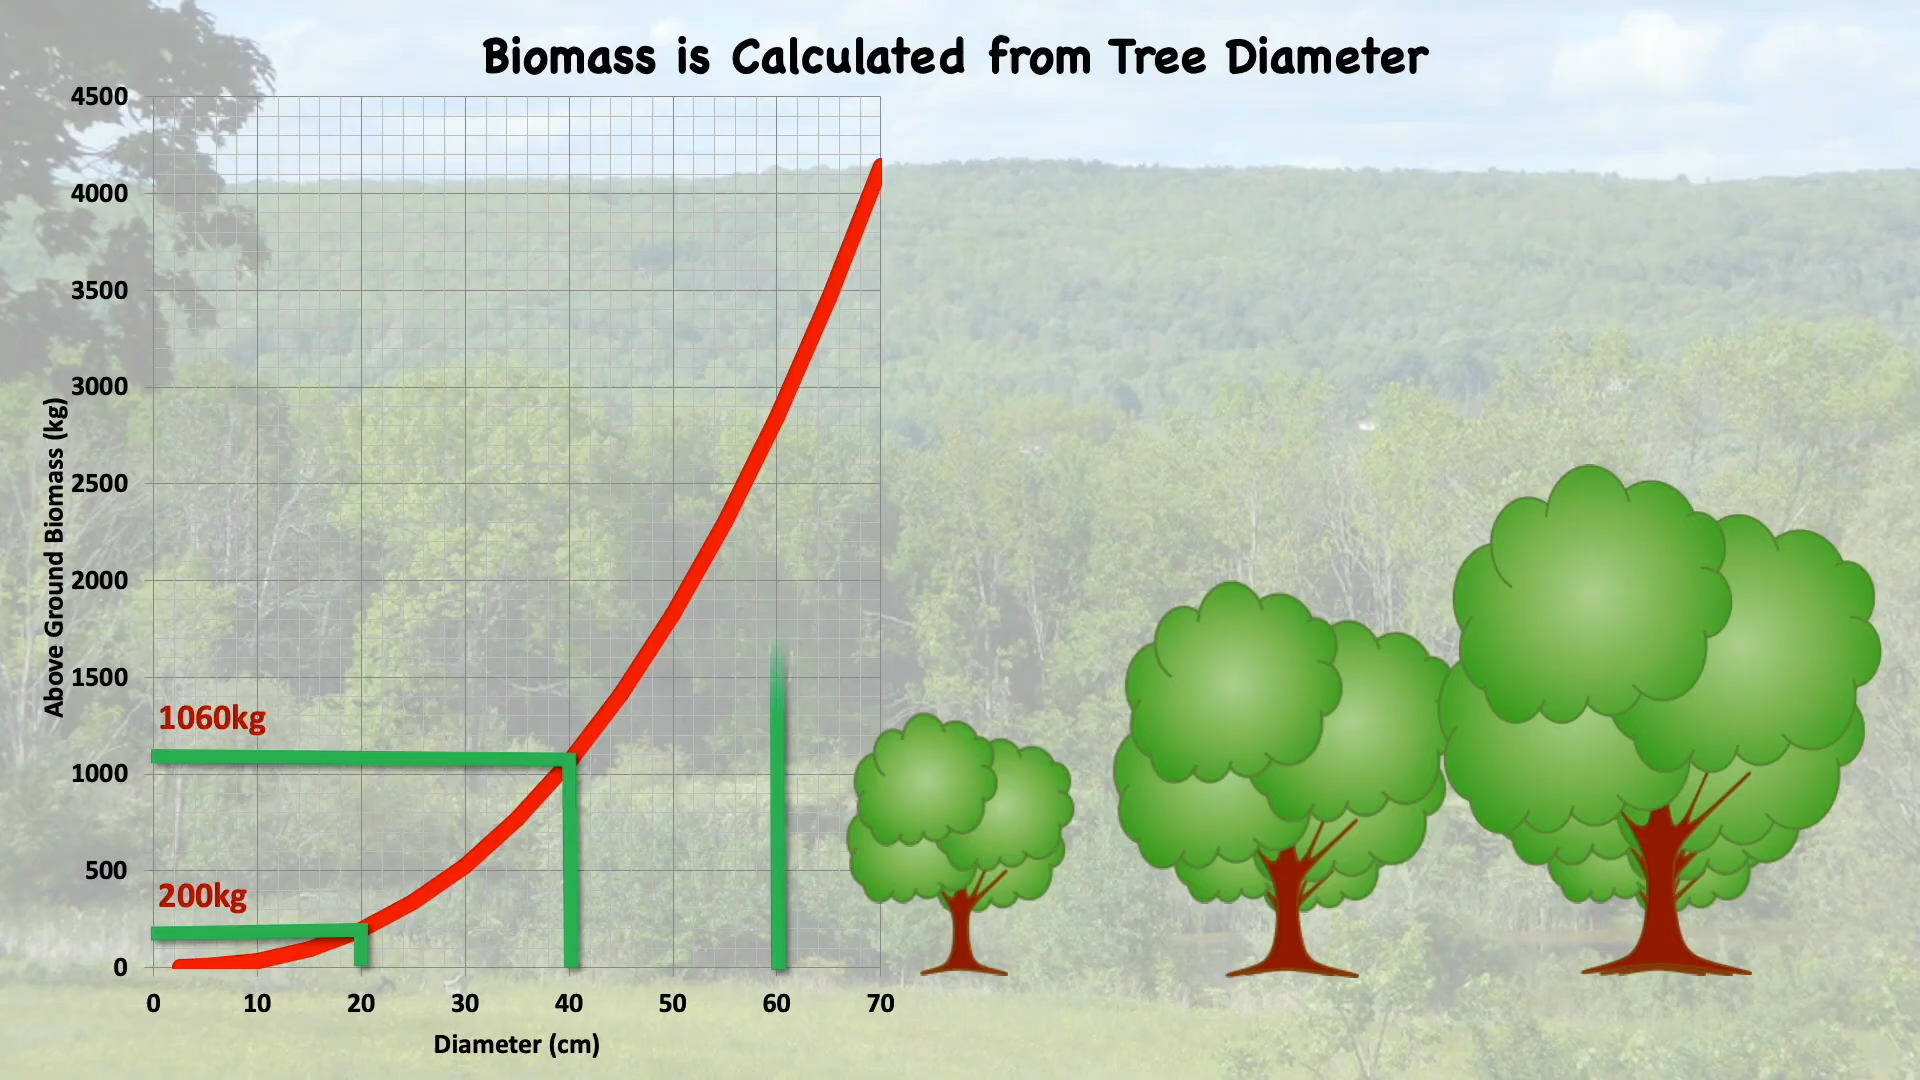 Biomass is Calculated from Tree Diameter
4500
4000
3500
3000
2500
2000
1500
1000
500
0
Above Ground Biomass (kg)
1060kg
200kg
0 10 20 30 40 50 60 70
Diameter (cm)